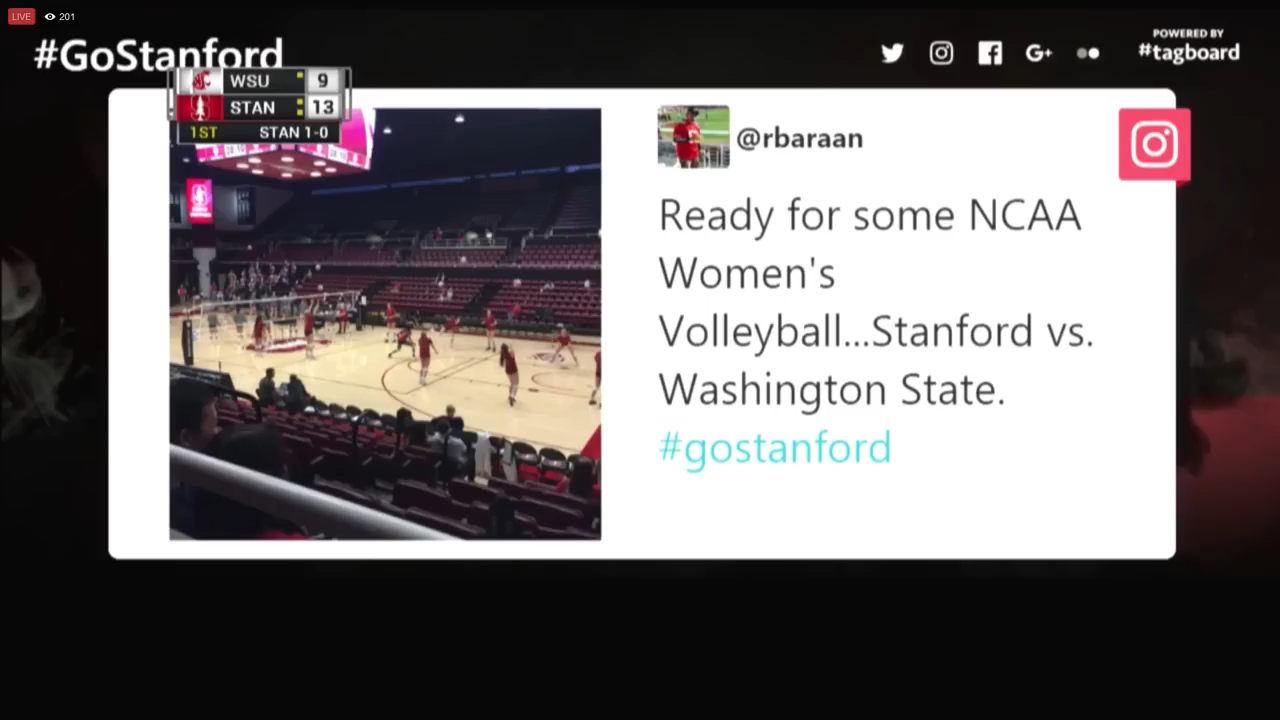 LIVE 201
#GoStanford
POWERED BY
#tagboard
WSU 9
STAN 13
1ST STAN 1-0
@rbaraan
Ready for some NCAA
Women's
Volleyball...Stanford vs.
Washington State.
#gostanford